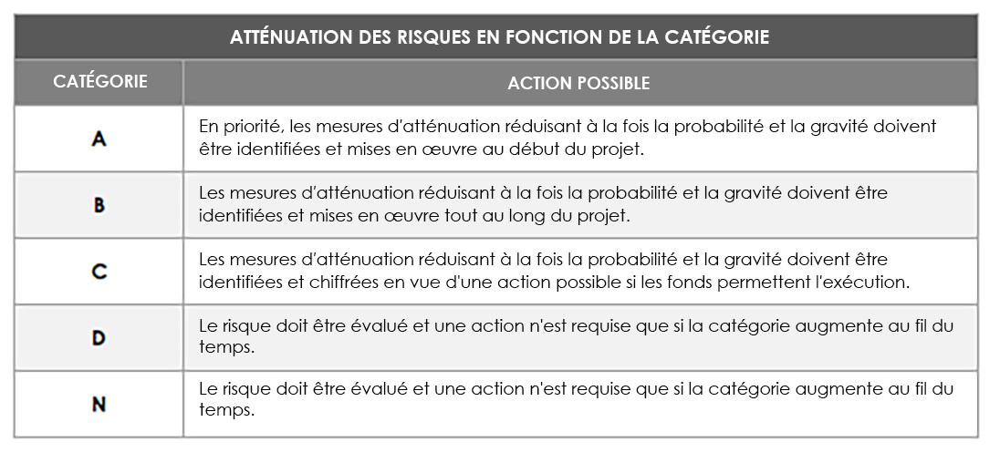 ATTÉNUATION DES RISQUES EN FONCTION DE LA CATÉGORIE
CATÉGORIE
ACTION POSSIBLE
A
En priorité, les mesures d'atténuation réduisant à la fois la probabilité et la gravité doivent
être identifiées et mises en œuvre au début du projet.
B
Les mesures d'atténuation réduisant à la fois la probabilité et la gravité doivent être
identifiées et mises en œuvre tout au long du projet.
C
Les mesures d'atténuation réduisant à la fois la probabilité et la gravité doivent être
identifiées et chiffrées en vue d'une action possible si les fonds permettent l'exécution.
D
Le risque doit être évalué et une action n'est requise que si la catégorie augmente au fil du
temps.
N
Le risque doit être évalué et une action n'est requise que si la catégorie augmente au fil du
temps.